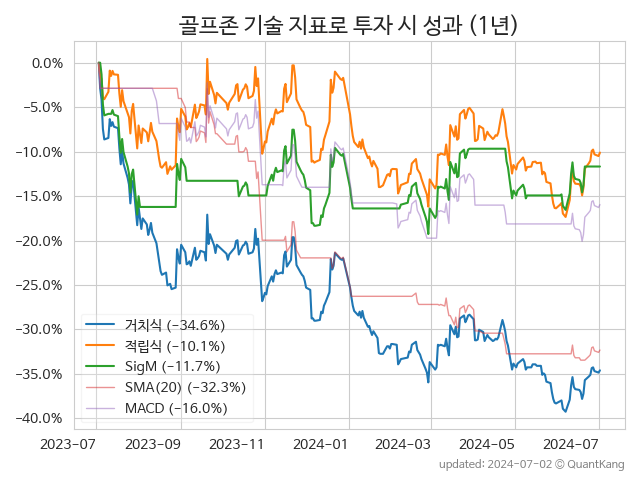 골프존 기술 지표로 투자 시 성과 (1년)
0.0%
−5.0%
−10.0%
−15.0%
−20.0%
−25.0%
−30.0%
−35.0%
−40.0%
거치식 (−34.6%)
적립식 (−10.1%)
SigM (−11.7%)
SMA(20) (−32.3%)
MACD (−16.0%)
2023−07 2023−09 2023−11 2024−01 2024−03 2024−05 2024−07
updated: 2024-07-02 © QuantKang